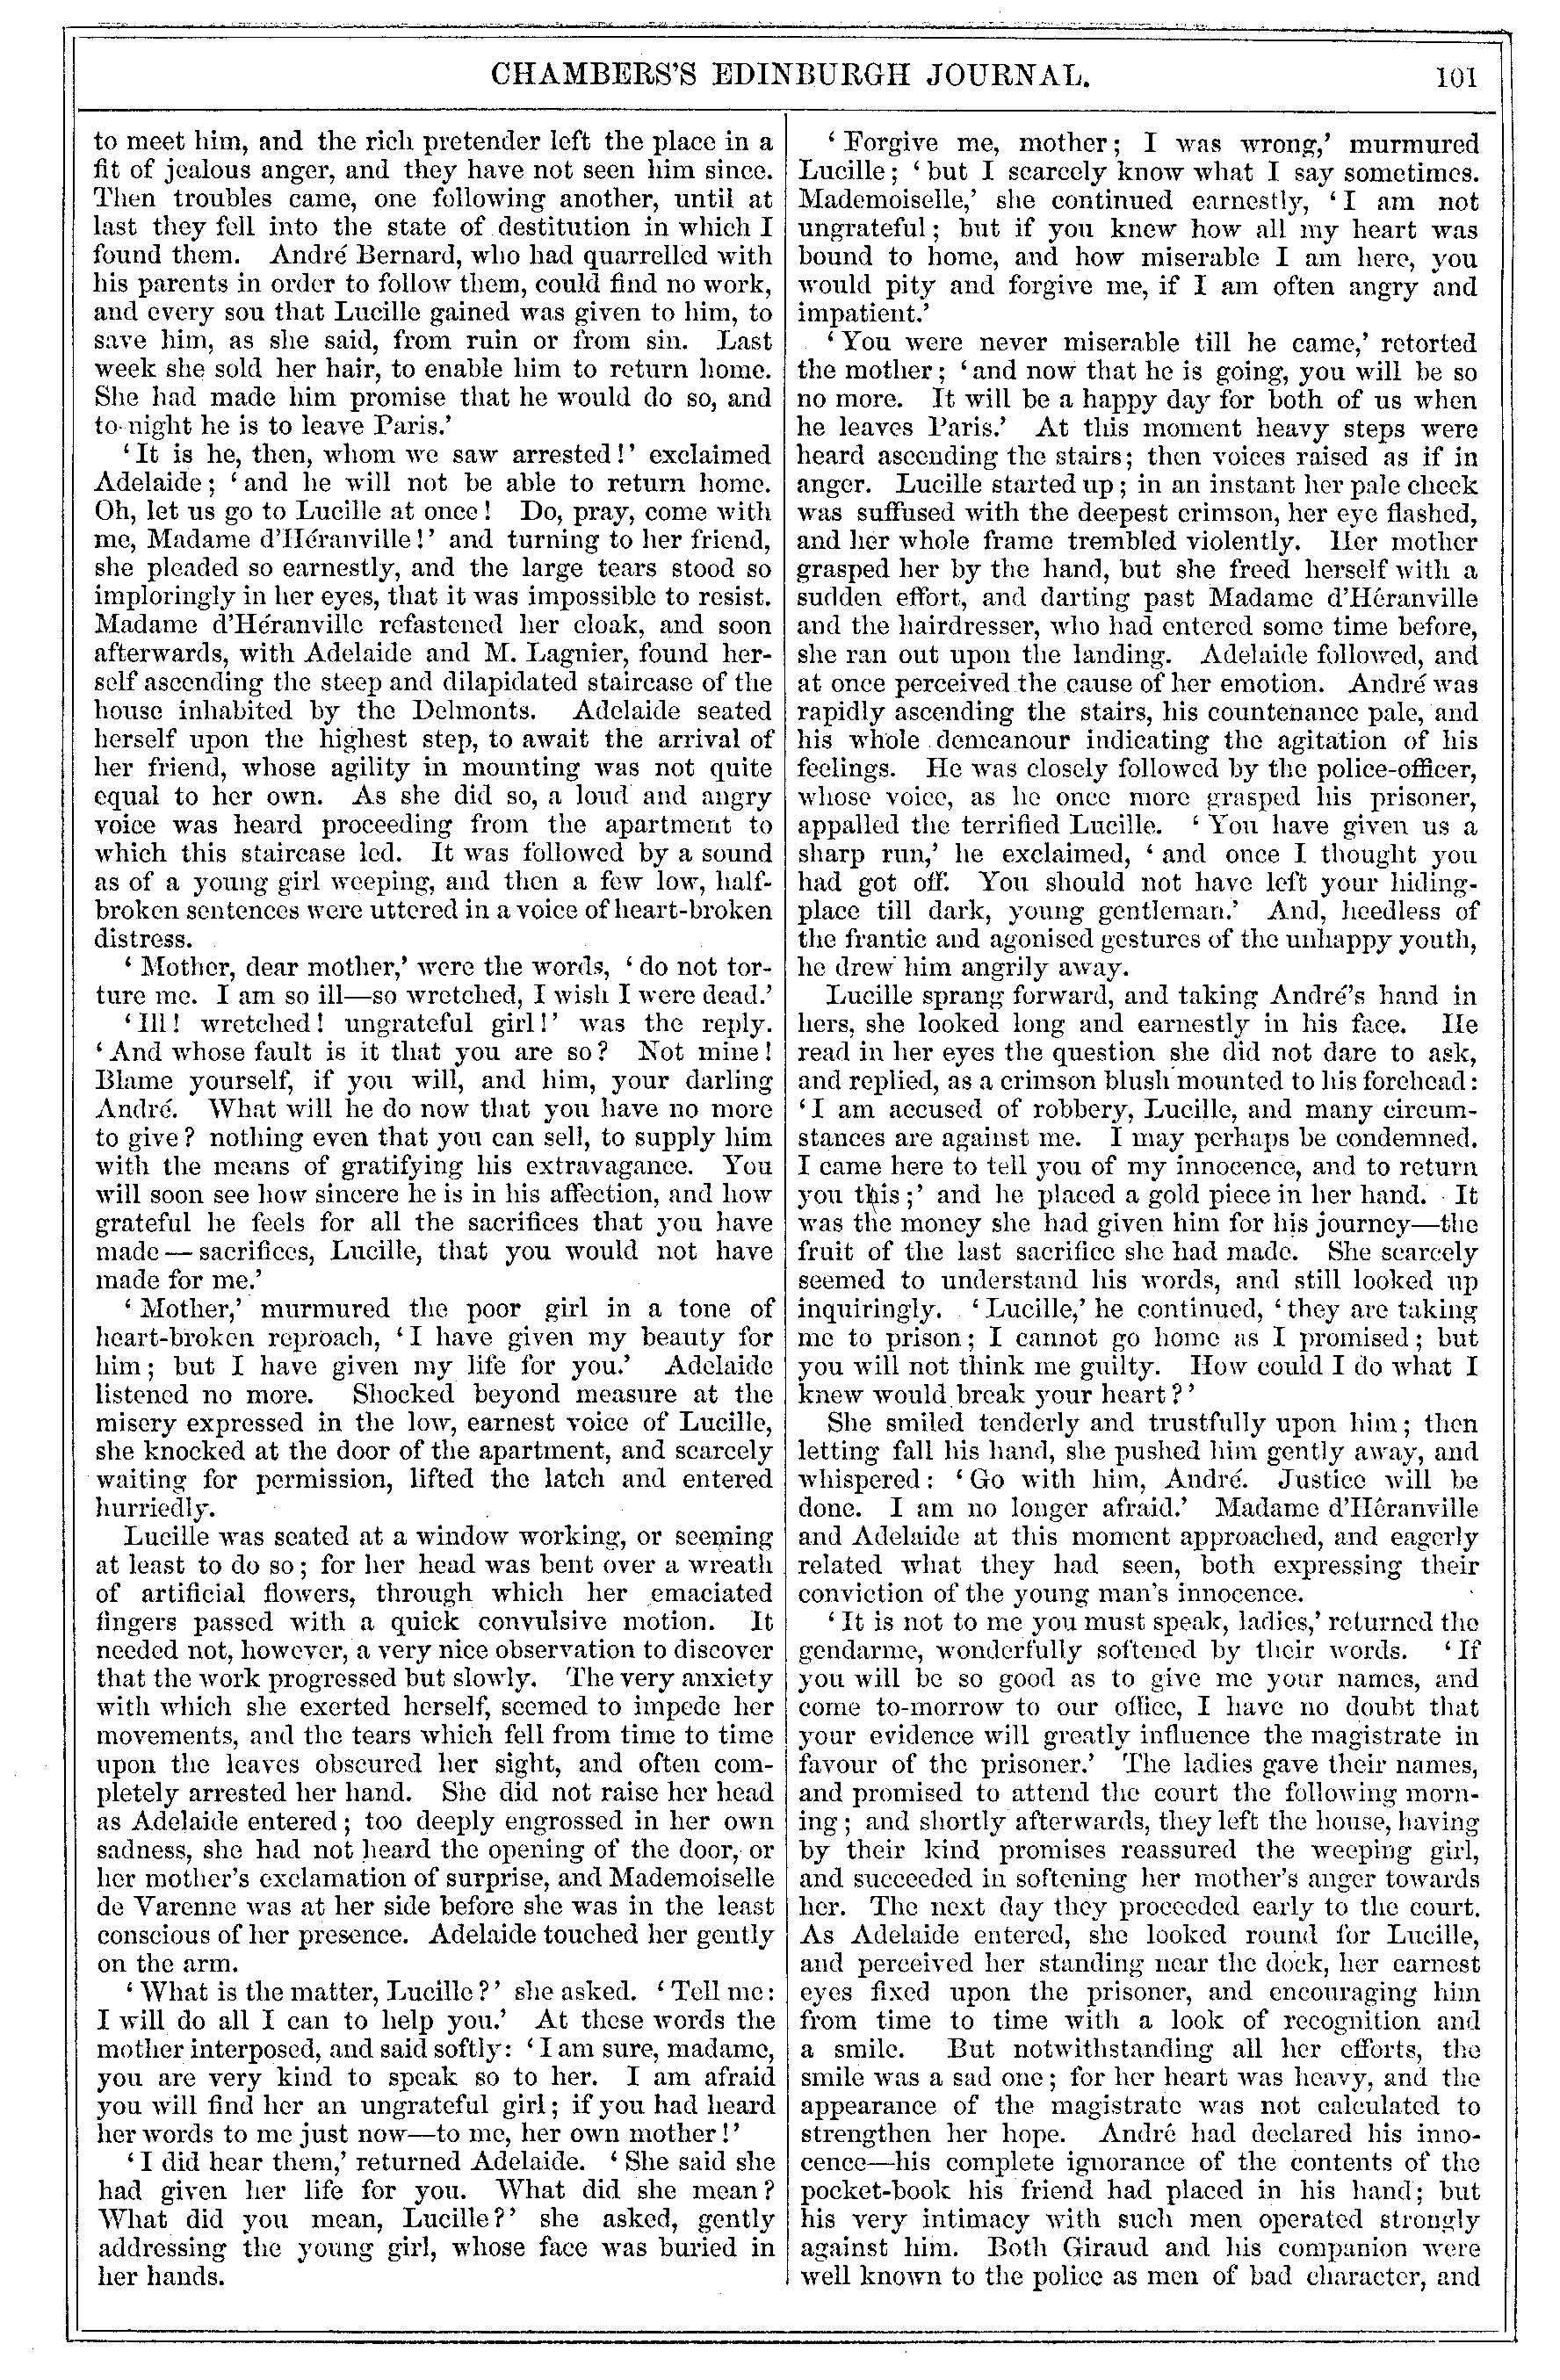 CHAMBERS'S EDINBURGH JOURNAL.
101
to meet him, and the rich pretender left the place in a
fit of jealous anger, and they have not seen him since.
Then troubles came, one following another, until at
last they fell into the state of destitution in which I
found them. André Bernard, who had quarrelled with
his parents in order to follow them, could find no work,
and every sou that Lucille gained was given to him, to
save him, as she said, from ruin or from sin. Last
week she sold her hair, to enable him to return home.
She had made him promise that he would do so, and
to-night he is to leave Paris.'
'It is he, then, whom we saw arrested!' exclaimed
Adelaide; 'and he will not be able to return home.
Oh, let us go to Lucille at once! Do, pray, come with
me, Madame d'Héranville!' and turning to her friend,
she pleaded so earnestly, and the large tears stood so
imploringly in her eyes, that it was impossible to resist.
Madame d'Héranville refastened her cloak, and soon
afterwards, with Adelaide and M. Lagnier, found her-
self ascending the steep and dilapidated staircase of the
house inhabited by the Delmonts. Adelaide seated
herself upon the highest step, to await the arrival of
her friend, whose agility in mounting was not quite
equal to her own. As she did so, a loud and angry
voice was heard proceeding from the apartment to
which this staircase led. It was followed by a sound
as of a young girl weeping, and then a few low, half-
broken sentences were uttered in a voice of heart-broken
distress.
'Mother, dear mother,' were the words, 'do not tor-
ture me. I am so ill—so wretched, I wish I were dead.'
'Ill! wretched! ungrateful girl!' was the reply.
'And whose fault is it that you are so? Not mine!
Blame yourself, if you will, and him, your darling
André. What will he do now that you have no more
to give? nothing even that you can sell, to supply him
with the means of gratifying his extravagance. You
will soon see how sincere he is in his affection, and how
grateful he feels for all the sacrifices that you have
made — sacrifices, Lucille, that you would not have
made for me.'
'Mother,' murmured the poor girl in a tone of
heart-broken reproach, 'I have given my beauty for
him; but I have given my life for you.' Adelaide
listened no more. Shocked beyond measure at the
misery expressed in the low, earnest voice of Lucille,
she knocked at the door of the apartment, and scarcely
waiting for permission, lifted the latch and entered
hurriedly.
Lucille was seated at a window working, or seeming
at least to do so; for her head was bent over a wreath
of artificial flowers, through which her emaciated
fingers passed with a quick convulsive motion. It
needed not, however, a very nice observation to discover
that the work progressed but slowly. The very anxiety
with which she exerted herself, seemed to impede her
movements, and the tears which fell from time to time
upon the leaves obscured her sight, and often com-
pletely arrested her hand. She did not raise her head
as Adelaide entered; too deeply engrossed in her own
sadness, she had not heard the opening of the door, or
her mother's exclamation of surprise, and Mademoiselle
de Varenne was at her side before she was in the least
conscious of her presence. Adelaide touched her gently
on the arm.
'What is the matter, Lucille?' she asked. 'Tell me:
I will do all I can to help you.' At these words the
mother interposed, and said softly: 'I am sure, madame,
you are very kind to speak so to her. I am afraid
you will find her an ungrateful girl; if you had heard
her words to me just now—to me, her own mother!'
'I did hear them,' returned Adelaide. 'She said she
had given her life for you. What did she mean?
What did you mean, Lucille?' she asked, gently
addressing the young girl, whose face was buried in
her hands.
'Forgive me, mother; I was wrong,' murmured
Lucille; 'but I scarcely know what I say sometimes.
Mademoiselle,' she continued earnestly, 'I am not
ungrateful; but if you knew how all my heart was
bound to home, and how miserable I am here, you
would pity and forgive me, if I am often angry and
impatient.'
'You were never miserable till he came,' retorted
the mother; 'and now that he is going, you will be so
no more. It will be a happy day for both of us when
he leaves Paris.' At this moment heavy steps were
heard ascending the stairs; then voices raised as if in
anger. Lucille started up; in an instant her pale cheek
was suffused with the deepest crimson, her eye flashed,
and her whole frame trembled violently. Her mother
grasped her by the hand, but she freed herself with a
sudden effort, and darting past Madame d'Héranville
and the hairdresser, who had entered some time before,
she ran out upon the landing. Adelaide followed, and
at once perceived the cause of her emotion. André was
rapidly ascending the stairs, his countenance pale, and
his whole demeanour indicating the agitation of his
feelings. He was closely followed by the police-officer,
whose voice, as he once more grasped his prisoner,
appalled the terrified Lucille. 'You have given us a
sharp run,' he exclaimed, 'and once I thought you
had got off. You should not have left your hiding-
place till dark, young gentleman.' And, heedless of
the frantic and agonised gestures of the unhappy youth,
he drew him angrily away.
Lucille sprang forward, and taking André's hand in
hers, she looked long and earnestly in his face. He
read in her eyes the question she did not dare to ask,
and replied, as a crimson blush mounted to his forehead:
'I am accused of robbery, Lucille, and many circum-
stances are against me. I may perhaps be condemned.
I came here to tell you of my innocence, and to return
you this;' and he placed a gold piece in her hand. It
was the money she had given him for his journey—the
fruit of the last sacrifice she had made. She scarcely
seemed to understand his words, and still looked up
inquiringly. 'Lucille,' he continued, 'they are taking
me to prison; I cannot go home as I promised; but
you will not think me guilty. How could I do what I
knew would break your heart?'
She smiled tenderly and trustfully upon him; then
letting fall his hand, she pushed him gently away, and
whispered: 'Go with him, André. Justice will be
done. I am no longer afraid.' Madame d'Héranville
and Adelaide at this moment approached, and eagerly
related what they had seen, both expressing their
conviction of the young man's innocence.
'It is not to me you must speak, ladies,' returned the
gendarme, wonderfully softened by their words. 'If
you will be so good as to give me your names, and
come to-morrow to our office, I have no doubt that
your evidence will greatly influence the magistrate in
favour of the prisoner.' The ladies gave their names,
and promised to attend the court the following morn-
ing; and shortly afterwards, they left the house, having
by their kind promises reassured the weeping girl,
and succeeded in softening her mother's anger towards
her. The next day they proceeded early to the court.
As Adelaide entered, she looked round for Lucille,
and perceived her standing near the dock, her earnest
eyes fixed upon the prisoner, and encouraging him
from time to time with a look of recognition and
a smile. But notwithstanding all her efforts, the
smile was a sad one; for her heart was heavy, and the
appearance of the magistrate was not calculated to
strengthen her hope. André had declared his inno-
cence—his complete ignorance of the contents of the
pocket-book his friend had placed in his hand; but
his very intimacy with such men operated strongly
against him. Both Giraud and his companion were
well known to the police as men of bad character, and